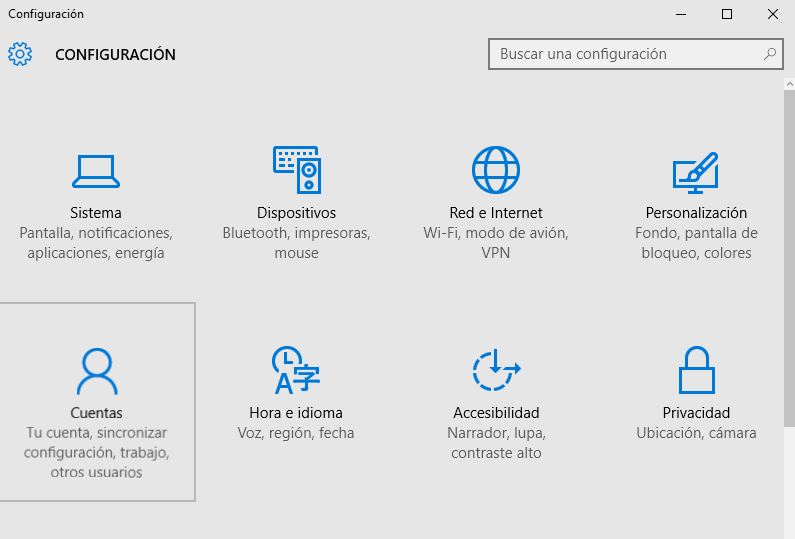 Configuración
CONFIGURACIÓN
Buscar una configuración
Sistema
Pantalla, notificaciones,
aplicaciones, energía
Dispositivos
Bluetooth, impresoras,
mouse
Red e Internet
Wi-Fi, modo de avión,
VPN
Personalización
Fondo, pantalla de
bloqueo, colores
Cuentas
Tu cuenta, sincronizar
configuración, trabajo,
otros usuarios
Hora e idioma
Voz, región, fecha
Accesibilidad
Narrador, lupa,
contraste alto
Privacidad
Ubicación, cámara